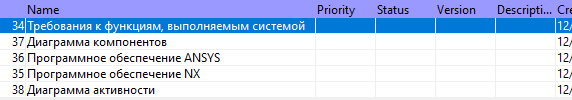 Name Priority Status Version Descripti... Cre
34 Требования к функциям, выполняемым системой 12/
37 Диаграмма компонентов 12/
36 Программное обеспечение ANSYS 12/
35 Программное обеспечение NX 12/
38 Диаграмма активности 12/